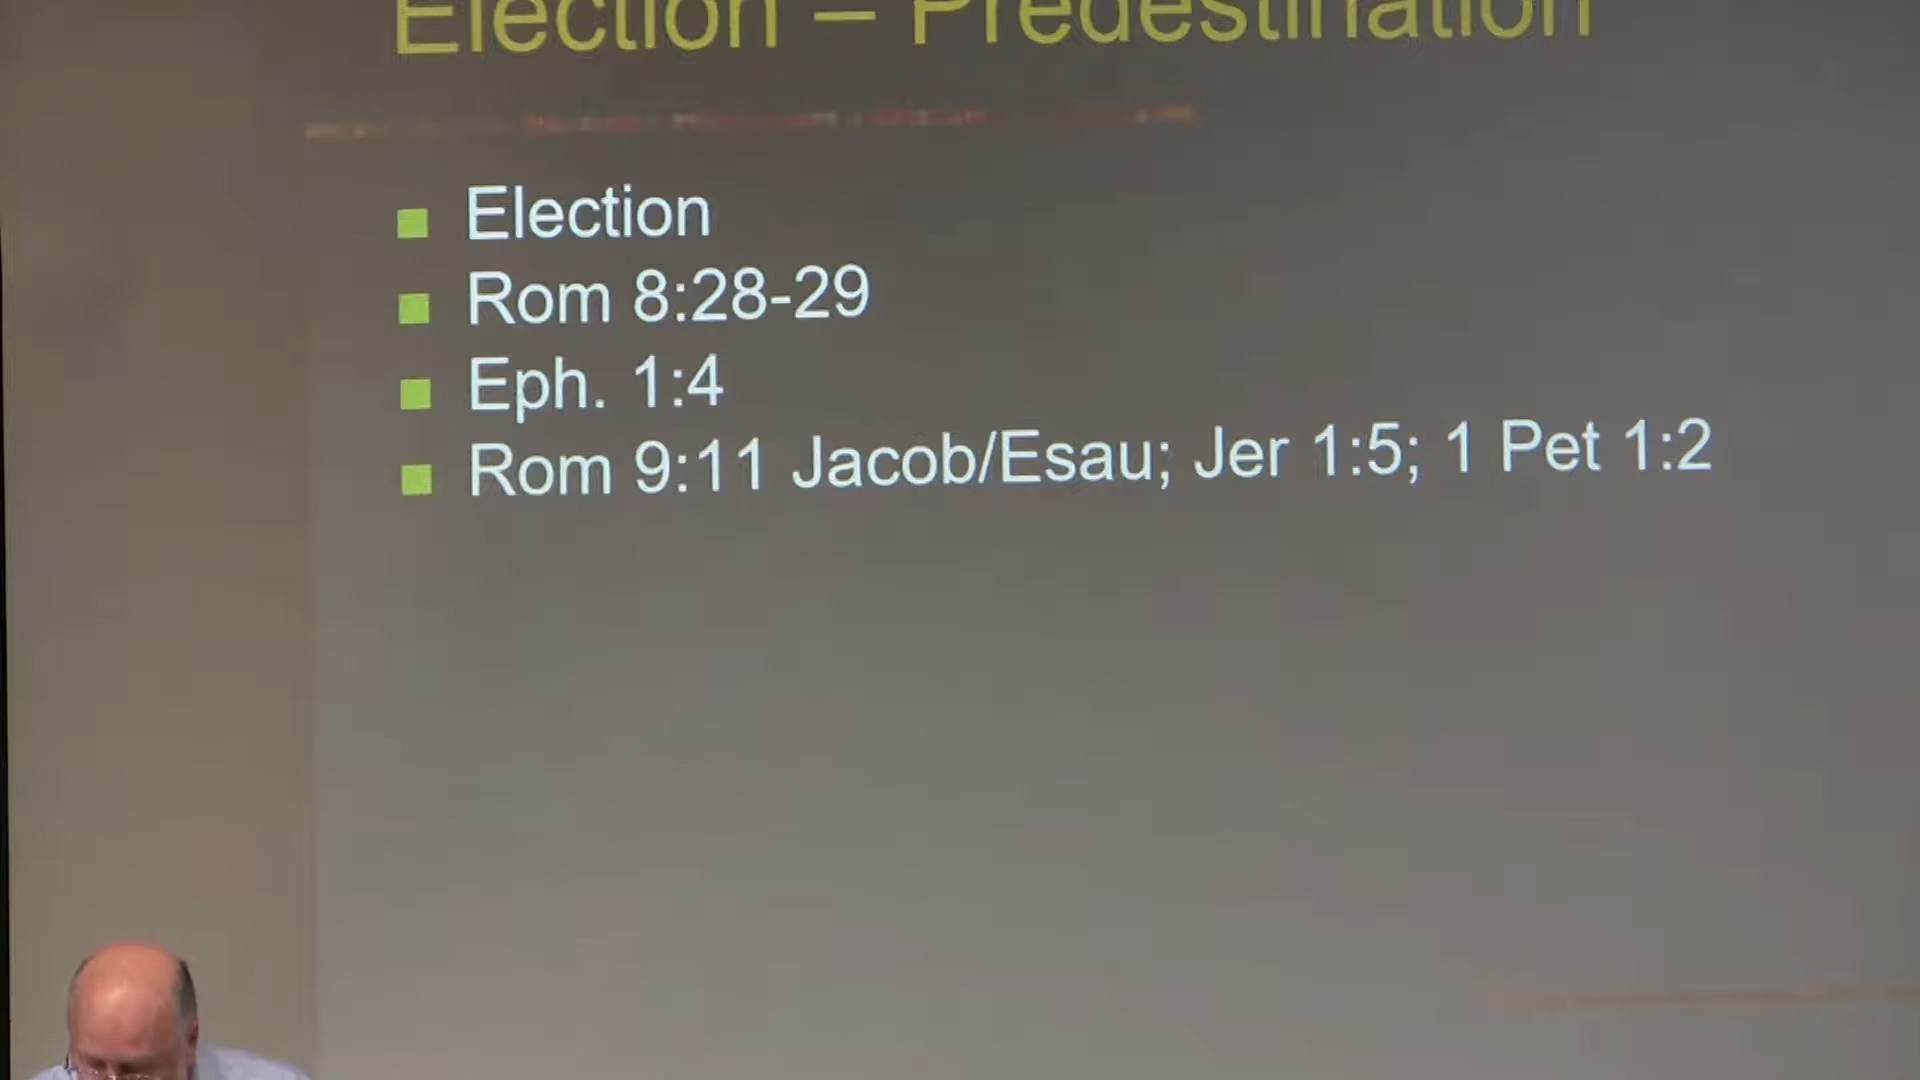 Election – Predestination
Election
Rom 8:28-29
Eph. 1:4
Rom 9:11 Jacob/Esau; Jer 1:5; 1 Pet 1:2